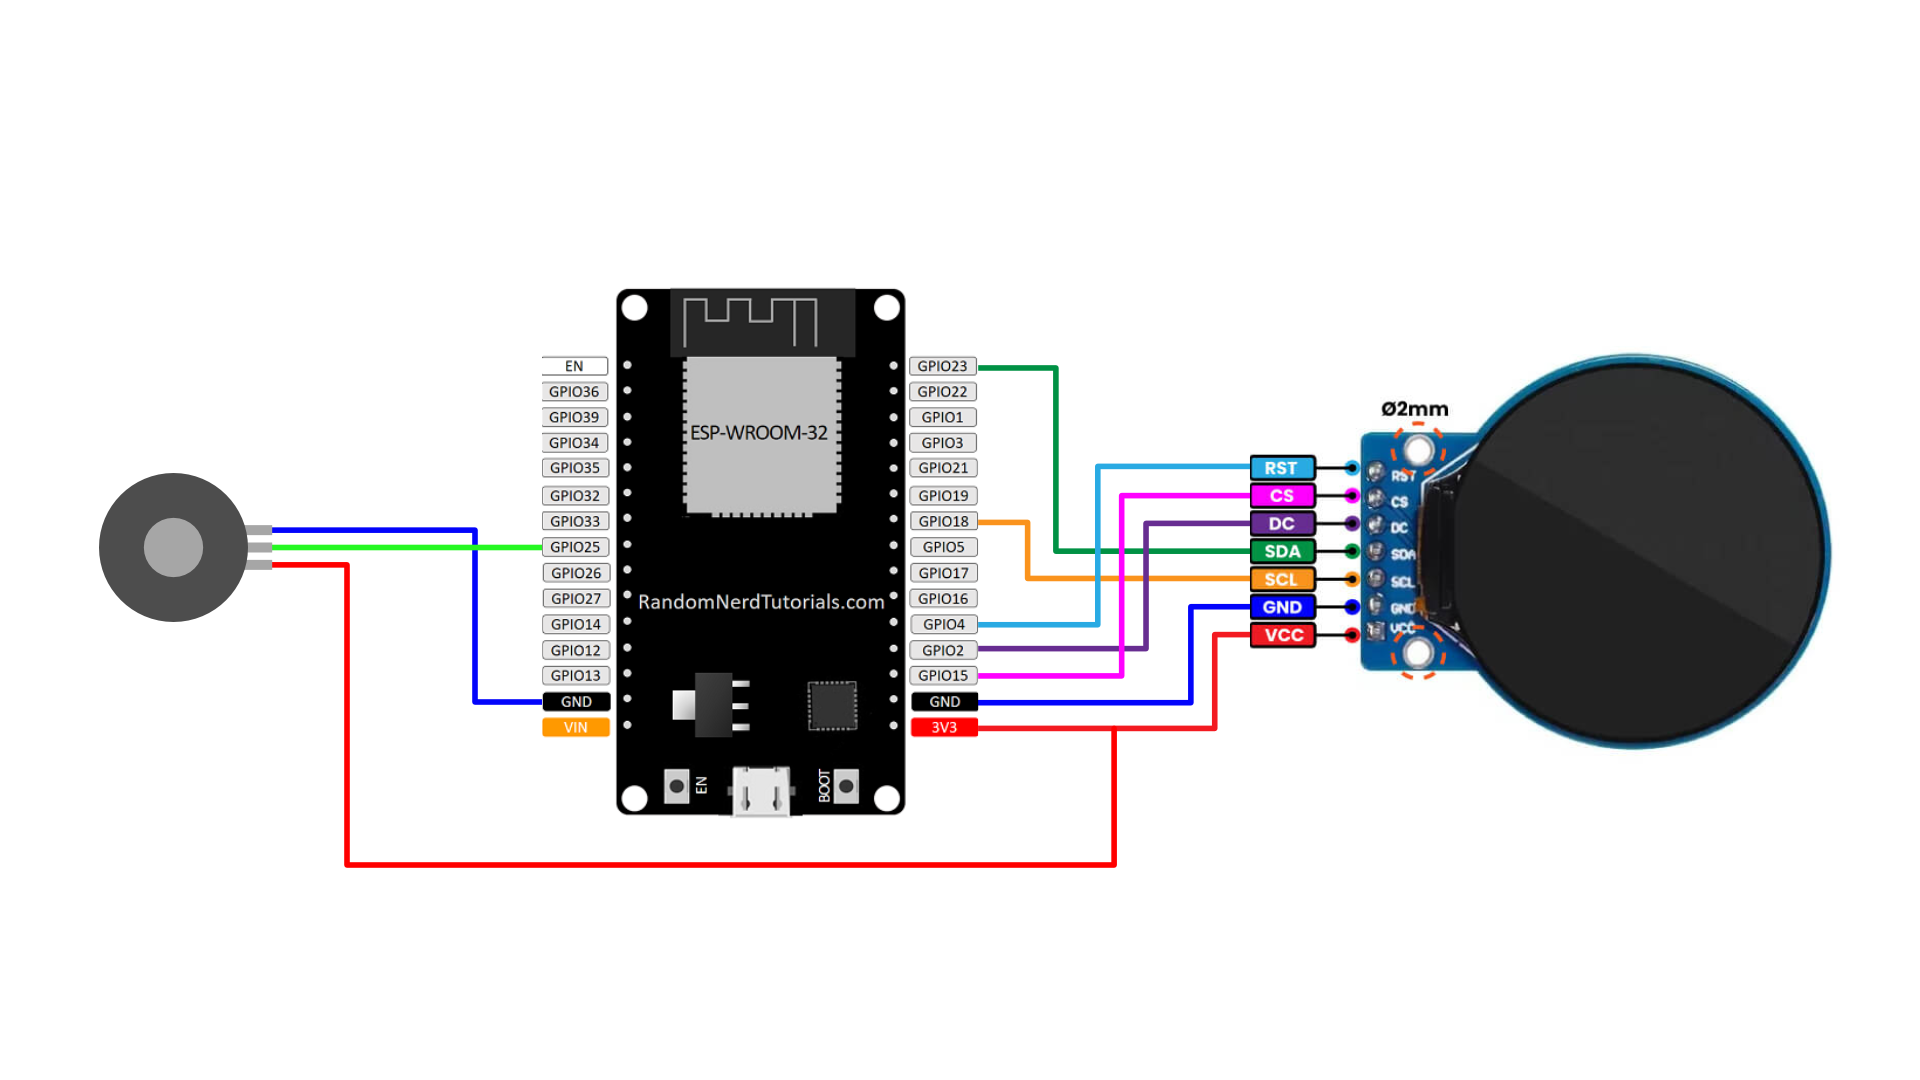 EN
GPIO36
GPIO39
GPIO34
GPIO35
GPIO32
GPIO33
GPIO25
GPIO26
GPIO27
GPIO14
GPIO12
GPIO13
GND
VIN
ESP-WROOM-32
RandomNerdTutorials.com
EN
BOOT
GPIO23
GPIO22
GPIO1
GPIO3
GPIO21
GPIO19
GPIO18
GPIO5
GPIO17
GPIO16
GPIO4
GPIO2
GPIO15
GND
3V3
RST
CS
DC
SDA
SCL
GND
VCC
Ø2mm
RST
CS
DC
SDA
SCL
GND
VCC